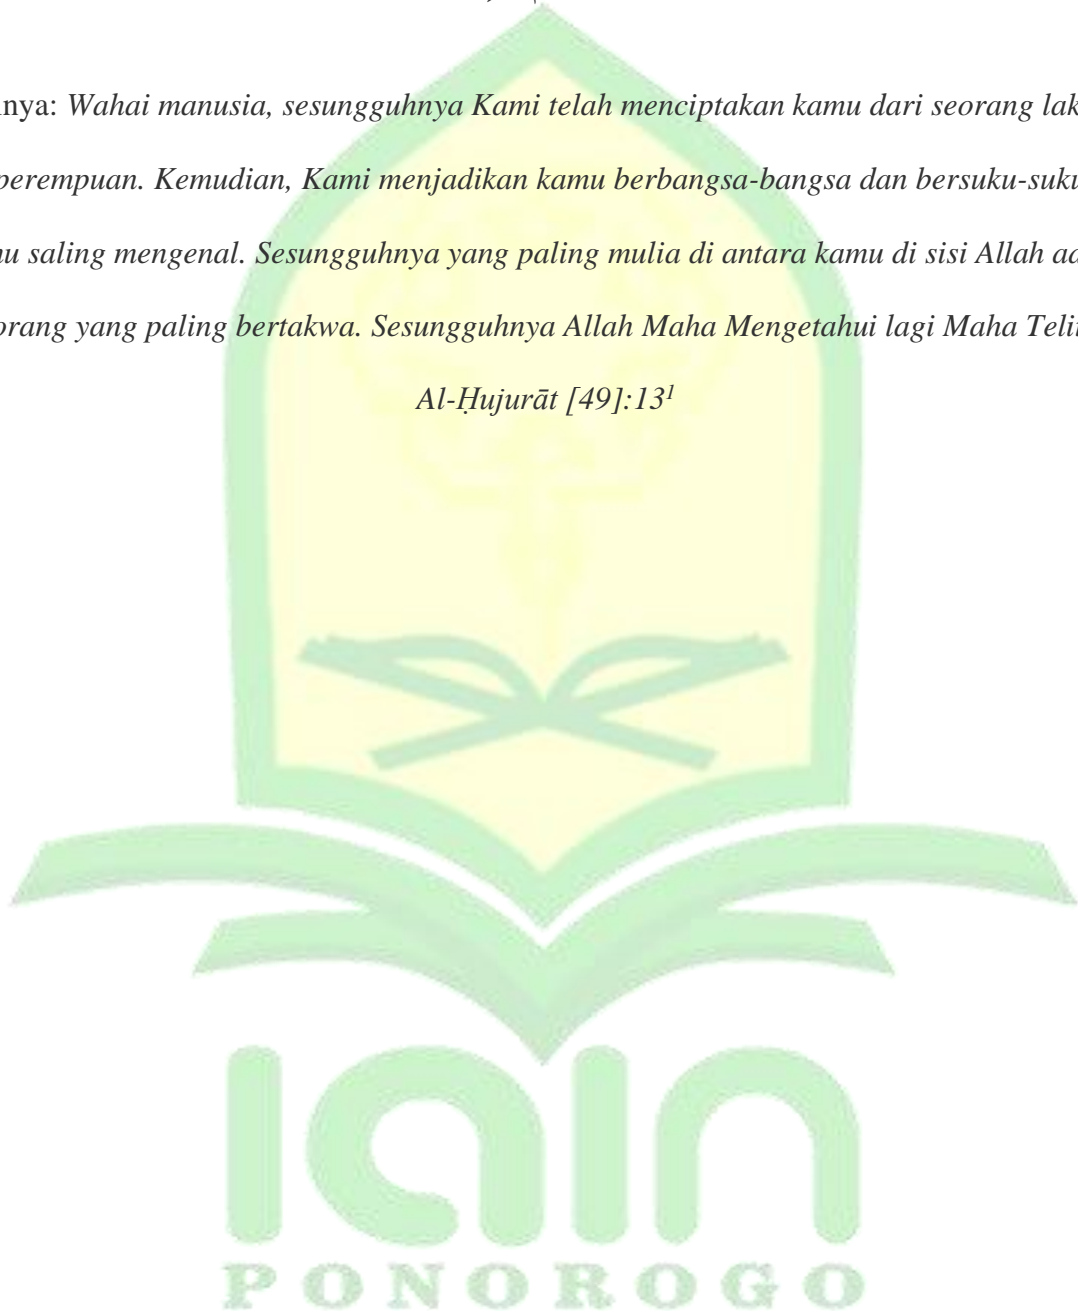 nya: Wahai manusia, sesungguhnya Kami telah menciptakan kamu dari seorang lak
perempuan. Kemudian, Kami menjadikan kamu berbangsa-bangsa dan bersuku-suku
u saling mengenal. Sesungguhnya yang paling mulia di antara kamu di sisi Allah ad
orang yang paling bertakwa. Sesungguhnya Allah Maha Mengetahui lagi Maha Teli
Al-Ḥujurāt [49]:13¹
IAIN
PONOROGO